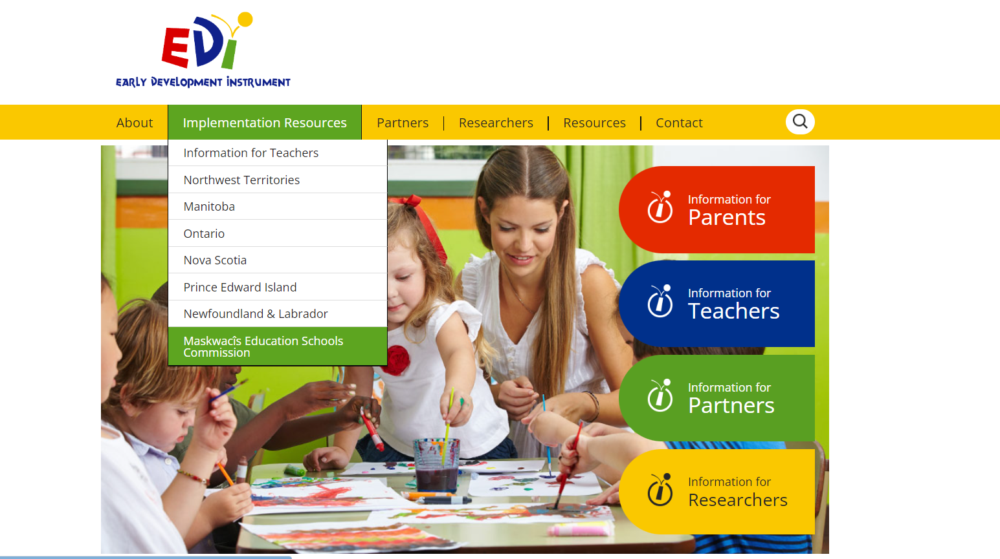 EDi
EARLY DEVELOPMENT INSTRUMENT
About
Implementation Resources
Partners
Researchers
Resources
Contact
Information for Teachers
Northwest Territories
Manitoba
Ontario
Nova Scotia
Prince Edward Island
Newfoundland & Labrador
Maskwacîs Education Schools
Commission
Information for
Parents
Information for
Teachers
Information for
Partners
Information for
Researchers